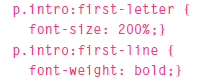 p.intro:first-letter {
  font-size: 200%;}
p.intro:first-line {
  font-weight: bold;}